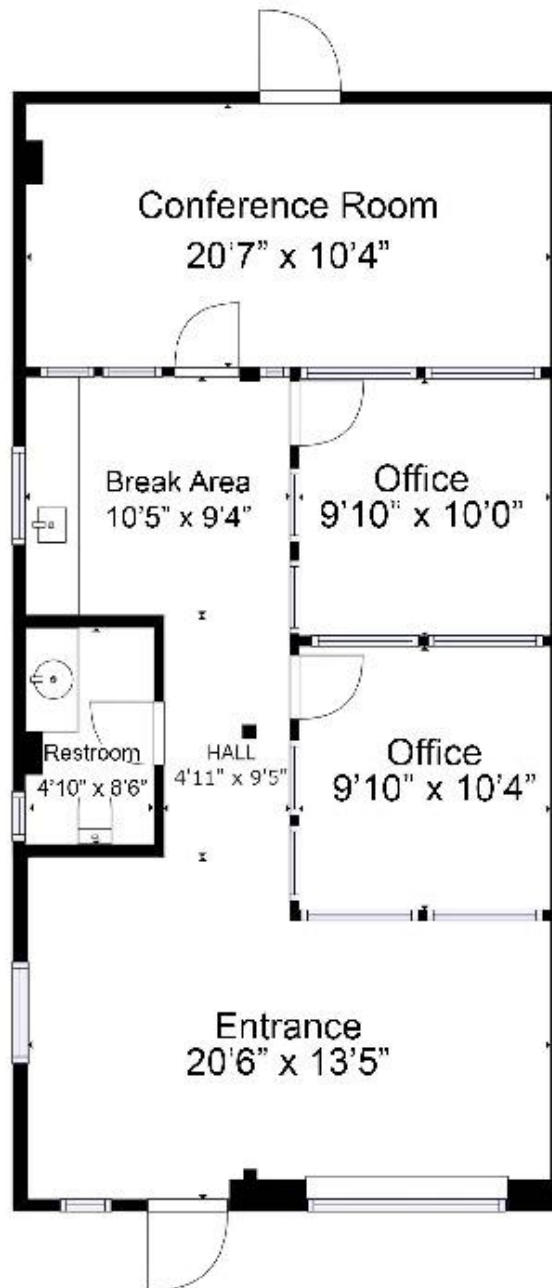 Conference Room
20'7" x 10'4"
Break Area
10'5" x 9'4"
Office
9'10" x 10'0"
Restroom
4'10" x 8'6"
HALL
4'11" x 9'5"
Office
9'10" x 10'4"
Entrance
20'6" x 13'5"